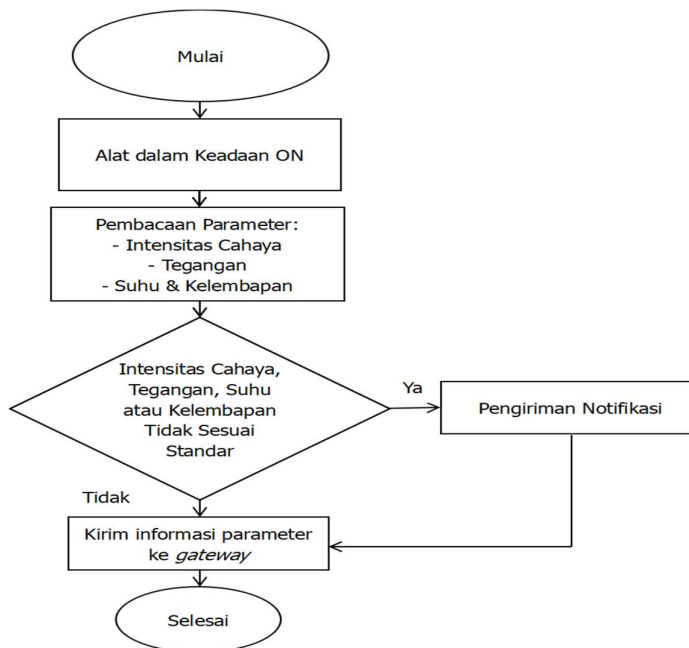 Mulai
Alat dalam Keadaan ON
Pembacaan Parameter:
- Intensitas Cahaya
- Tegangan
- Suhu & Kelembapan
Intensitas Cahaya,
Tegangan, Suhu
atau Kelembapan
Tidak Sesuai
Standar
Ya
Pengiriman Notifikasi
Tidak
Kirim informasi parameter
ke gateway
Selesai